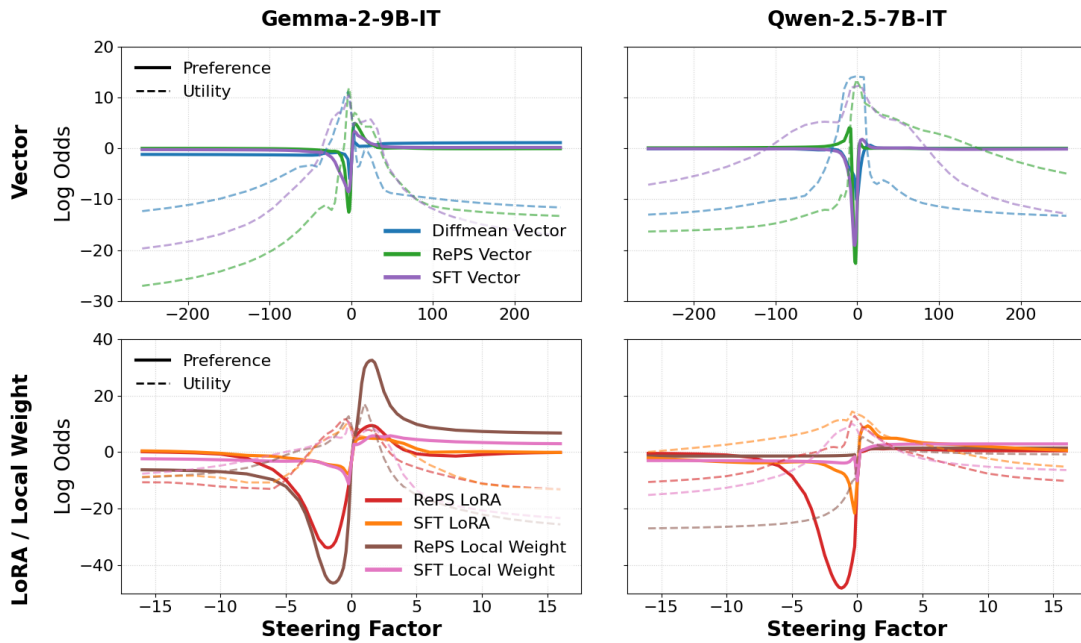 Gemma-2-9B-IT
Qwen-2.5-7B-IT
Vector
Log Odds
20
10
0
−10
−20
−30
Preference
Utility
Diffmean Vector
RePS Vector
SFT Vector
−200
−100
0
100
200
−200
−100
0
100
200
LoRA / Local Weight
Log Odds
40
20
0
−20
−40
Preference
Utility
RePS LoRA
SFT LoRA
RePS Local Weight
SFT Local Weight
−15
−10
−5
0
5
10
15
−15
−10
−5
0
5
10
15
Steering Factor
Steering Factor